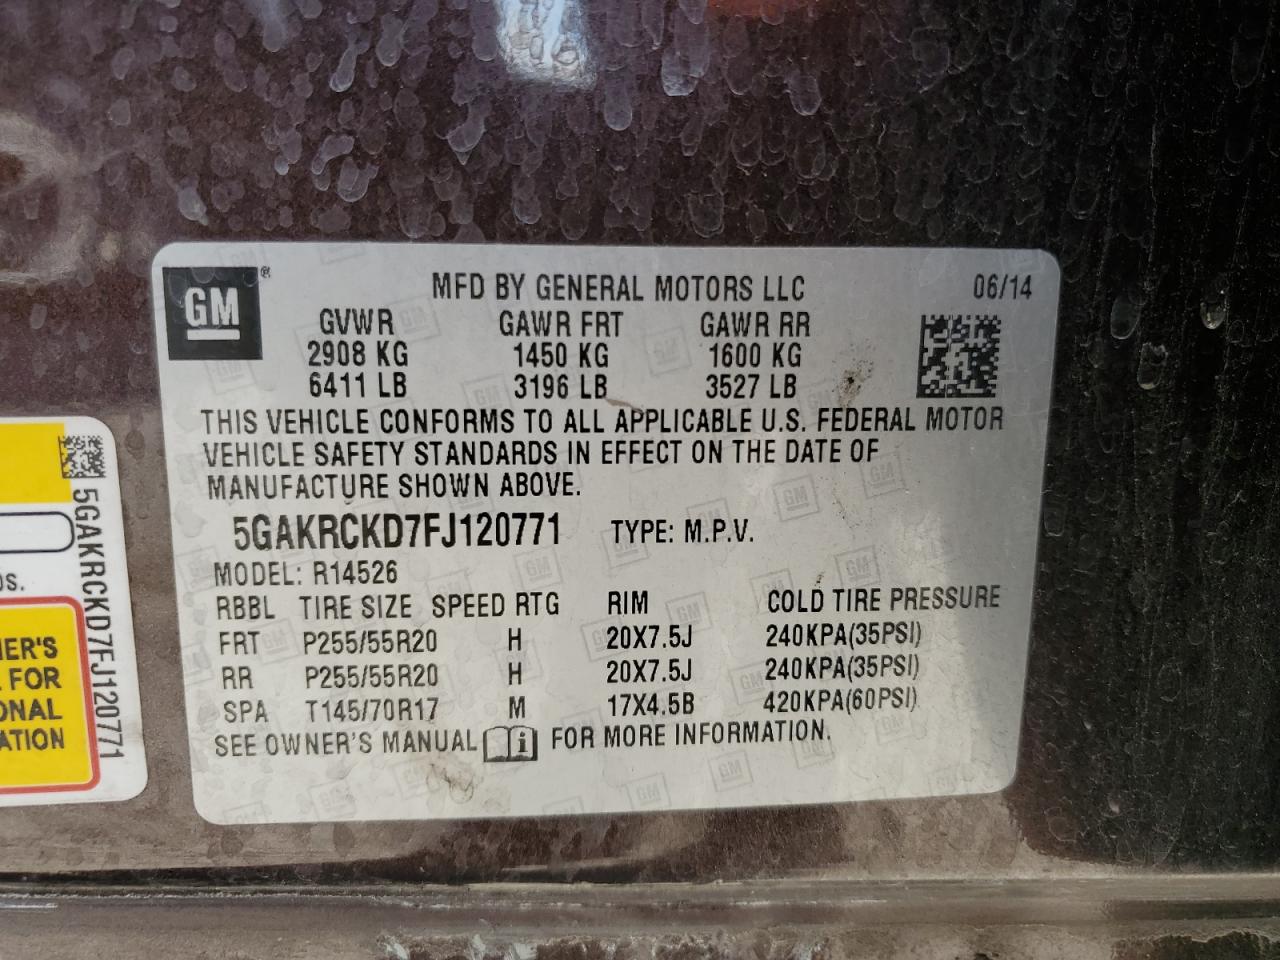 GM ®
MFD BY GENERAL MOTORS LLC 06/14
GVWR GAWR FRT GAWR RR
2908 KG 1450 KG 1600 KG
6411 LB 3196 LB 3527 LB
THIS VEHICLE CONFORMS TO ALL APPLICABLE U.S. FEDERAL MOTOR
VEHICLE SAFETY STANDARDS IN EFFECT ON THE DATE OF
MANUFACTURE SHOWN ABOVE.
5GAKRCKD7FJ120771 TYPE: M.P.V.
MODEL: R14526
RBBL TIRE SIZE SPEED RTG RIM COLD TIRE PRESSURE
FRT P255/55R20 H 20X7.5J 240KPA(35PSI)
RR P255/55R20 H 20X7.5J 240KPA(35PSI)
SPA T145/70R17 M 17X4.5B 420KPA(60PSI)
SEE OWNER'S MANUAL FOR MORE INFORMATION.
5GAKRCKD7FJ120771
FOR